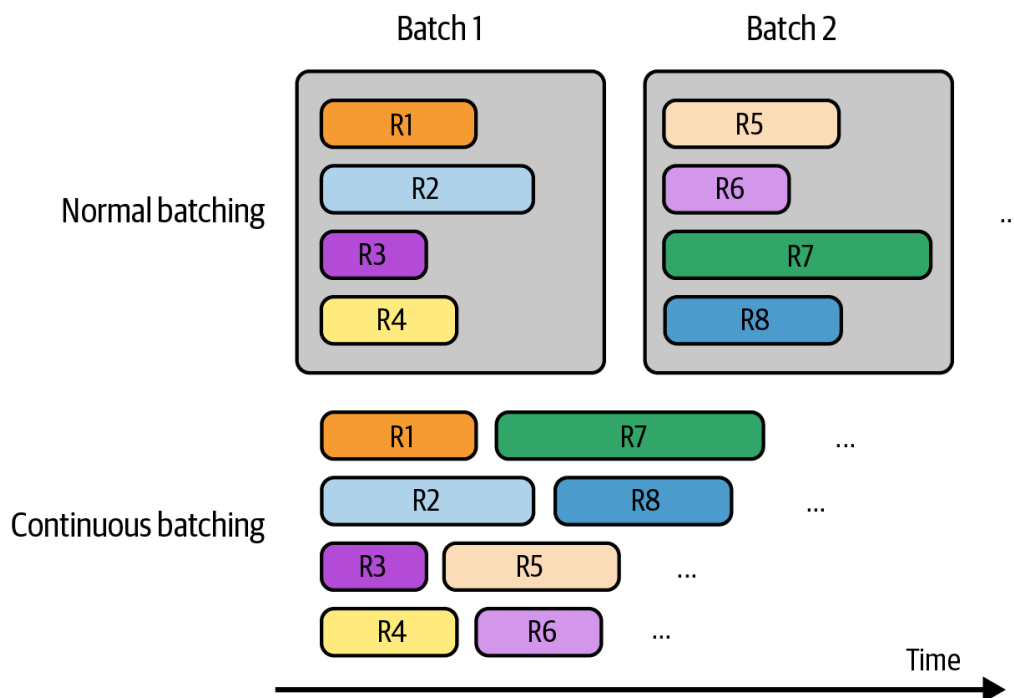 Batch 1
Batch 2
Normal batching
R1
R2
R3
R4
R5
R6
R7
R8
..
Continuous batching
R1
R7
...
R2
R8
...
R3
R5
...
R4
R6
...
Time